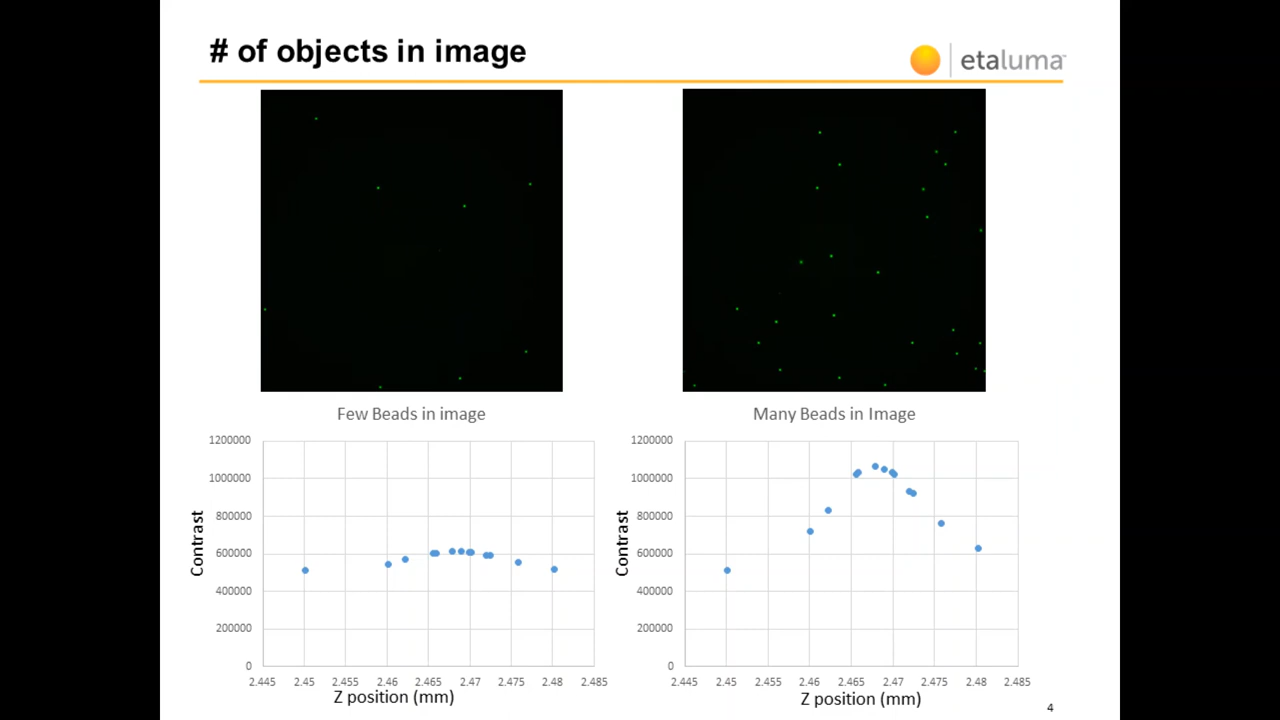 # of objects in image
etaluma™
Few Beads in image
1200000
1000000
800000
600000
400000
200000
0
Contrast
2.445 2.45 2.455 2.46 2.465 2.47 2.475 2.48 2.485
Z position (mm)
Many Beads in Image
1200000
1000000
800000
600000
400000
200000
0
Contrast
2.445 2.45 2.455 2.46 2.465 2.47 2.475 2.48 2.485
Z position (mm)
4